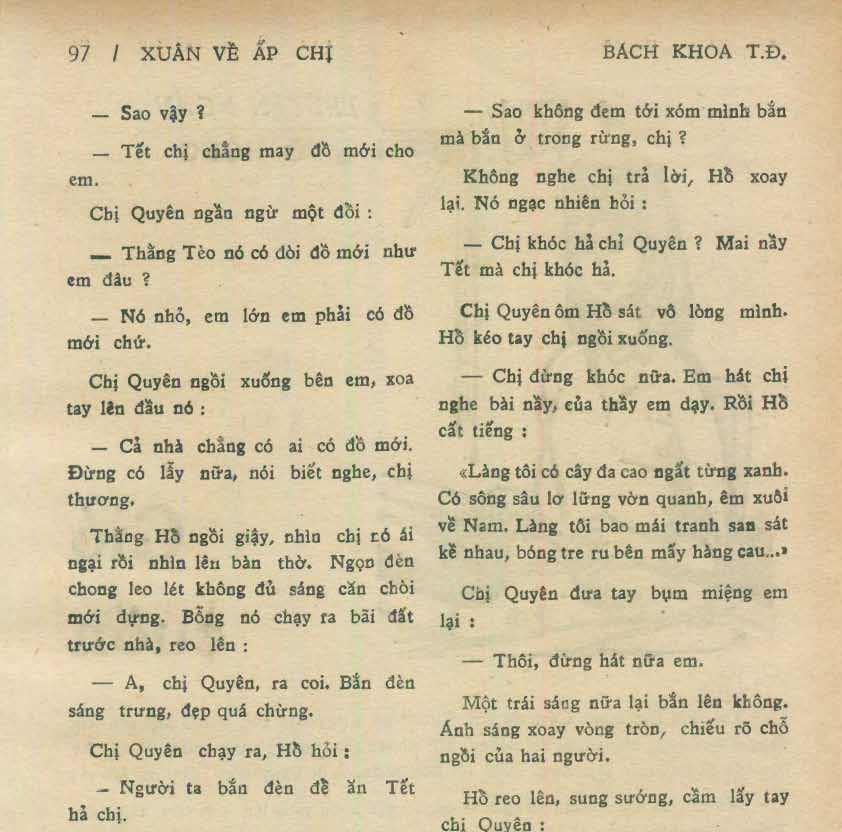 97 / XUÂN VỀ ẤP CHỊ
BÁCH KHOA T.Đ.
— Sao vậy ?
— Tết chị chẳng may đồ mới cho
em.
Chị Quyên ngần ngừ một đồi :
— Thằng Tèo nó có đòi đồ mới như
em đâu ?
— Nó nhỏ, em lớn em phải có đồ
mới chứ.
Chị Quyên ngồi xuống bên em, xoa
tay lên đầu nó :
— Cả nhà chẳng có ai có đồ mới.
Đừng có lẫy nữa, nói biết nghe, chị
thương.
Thằng Hồ ngồi giậy, nhìn chị nó ái
ngại rồi nhìn lên bàn thờ. Ngọn đèn
chong leo lét không đủ sáng căn chòi
mới dựng. Bỗng nó chạy ra bãi đất
trước nhà, reo lên :
— A, chị Quyên, ra coi. Bắn đèn
sáng trưng, đẹp quá chừng.
Chị Quyên chạy ra, Hồ hỏi :
— Người ta bắn đèn để ăn Tết
hả chị.
— Sao không đem tới xóm mình bắn
mà bắn ở trong rừng, chị ?
Không nghe chị trả lời, Hồ xoay
lại. Nó ngạc nhiên hỏi :
— Chị khóc hả chỉ Quyên ? Mai nầy
Tết mà chị khóc hả.
Chị Quyên ôm Hồ sát vô lòng mình.
Hồ kéo tay chị ngồi xuống.
— Chị đừng khóc nữa. Em hát chị
nghe bài nầy, của thầy em dạy. Rồi Hồ
cất tiếng :
«Làng tôi có cây đa cao ngất từng xanh.
Có sông sâu lơ lững vờn quanh, êm xuôi
về Nam. Làng tôi bao mái tranh san sát
kề nhau, bóng tre ru bên mấy hàng cau...»
Chị Quyên đưa tay bụm miệng em
lại :
— Thôi, đừng hát nữa em.
Một trái sáng nữa lại bắn lên không.
Ánh sáng xoay vòng tròn, chiếu rõ chỗ
ngồi của hai người.
Hồ reo lên, sung sướng, cầm lấy tay
chị Quyên :